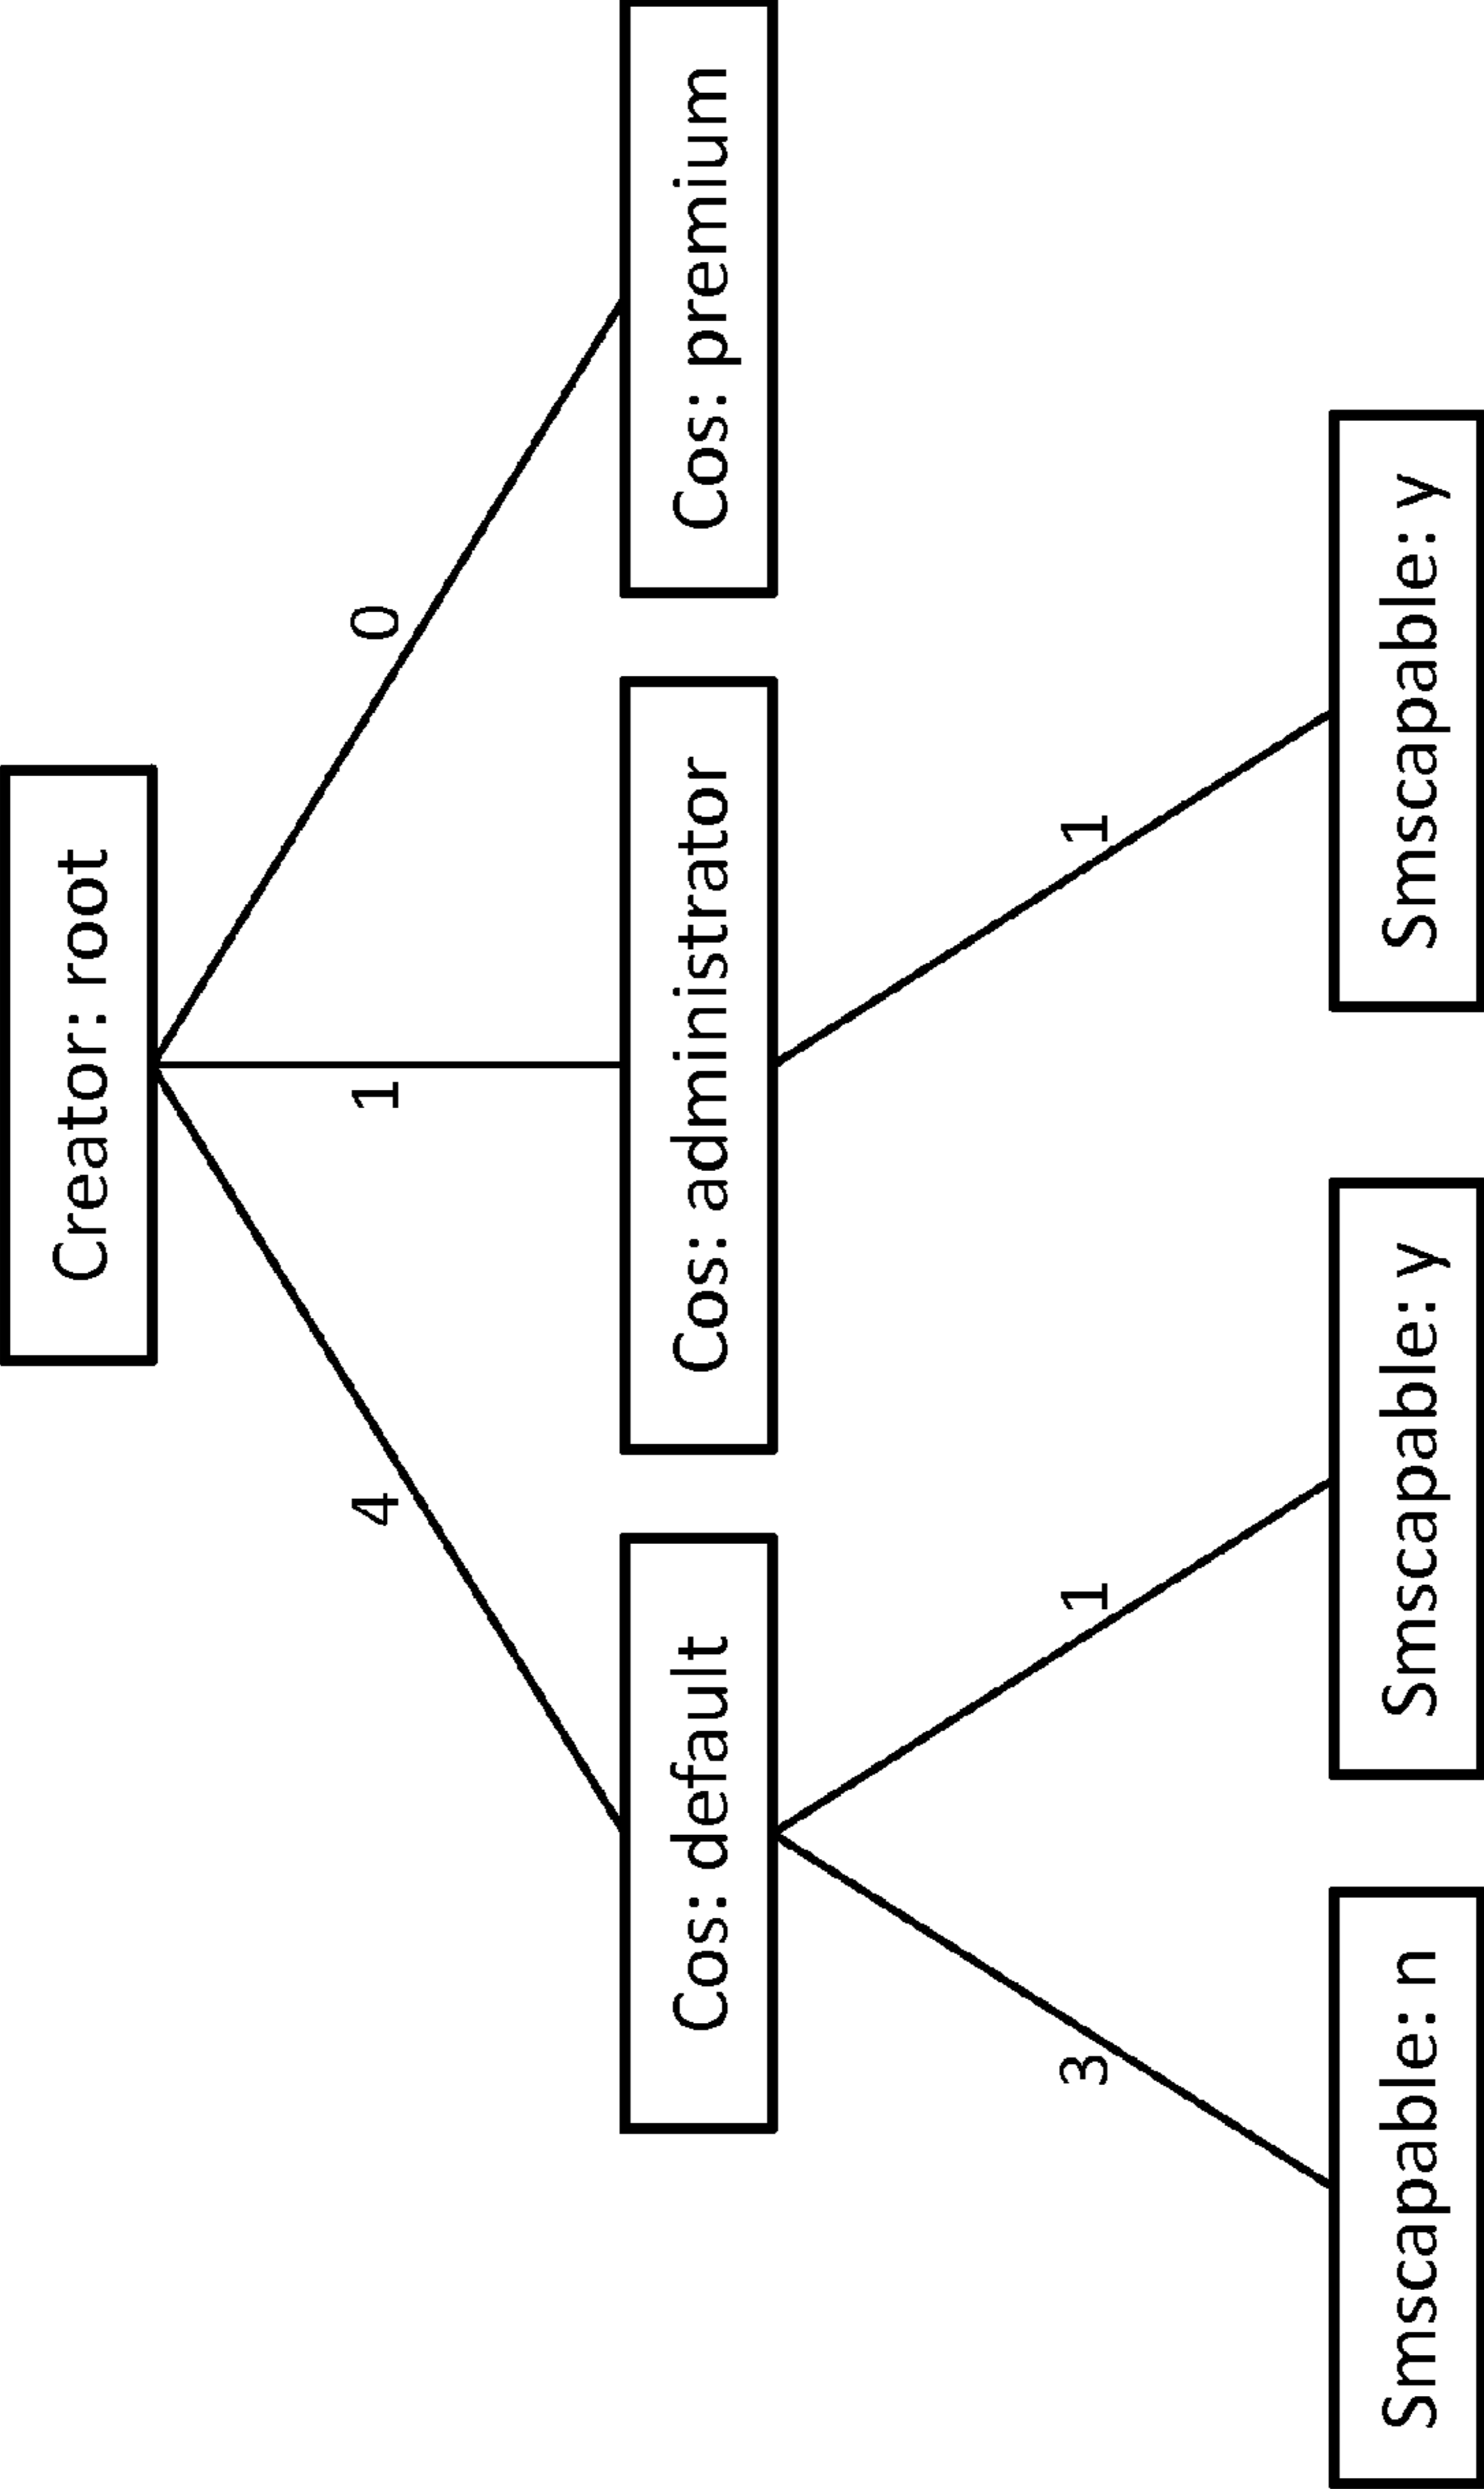 Creator: root
4
1
0
Cos: default
Cos: administrator
Cos: premium
3
1
1
Smscapable: n
Smscapable: y
Smscapable: y